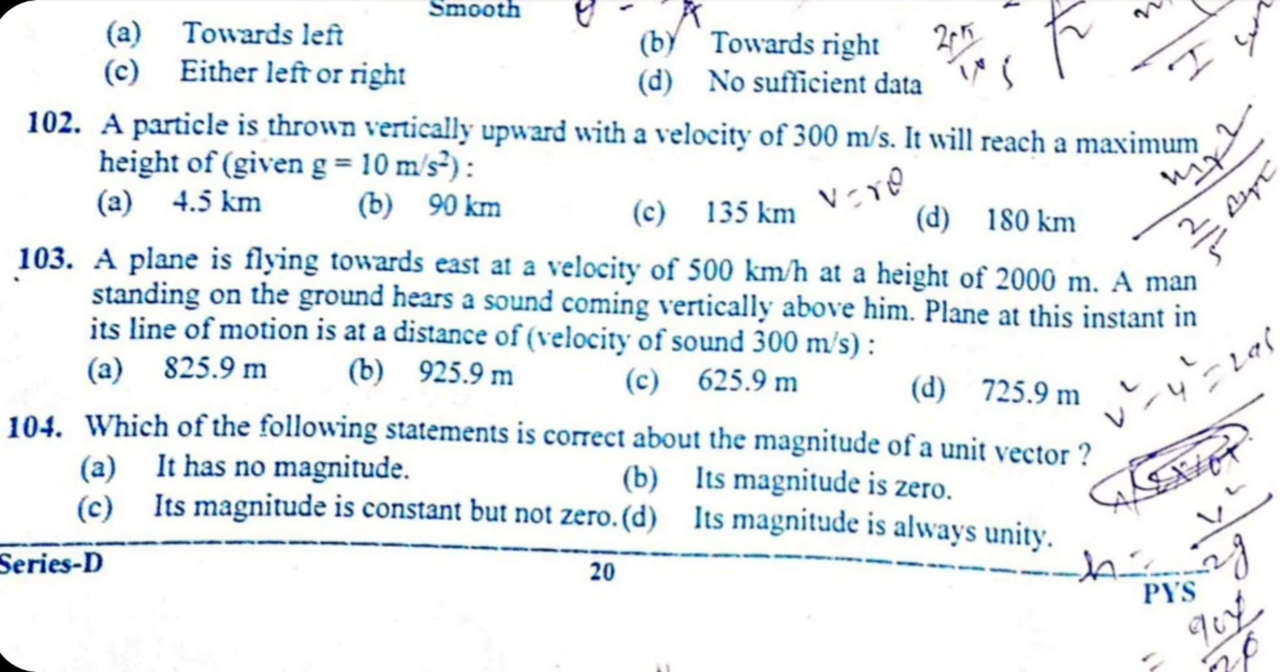 Smooth
(a) Towards left (b) Towards right
(c) Either left or right (d) No sufficient data
102. A particle is thrown vertically upward with a velocity of 300 m/s. It will reach a maximum
height of (given g = 10 m/s²) :
(a) 4.5 km (b) 90 km (c) 135 km (d) 180 km
v = rθ
103. A plane is flying towards east at a velocity of 500 km/h at a height of 2000 m. A man
standing on the ground hears a sound coming vertically above him. Plane at this instant in
its line of motion is at a distance of (velocity of sound 300 m/s) :
(a) 825.9 m (b) 925.9 m (c) 625.9 m (d) 725.9 m
v² - u² = 2as
104. Which of the following statements is correct about the magnitude of a unit vector ?
(a) It has no magnitude. (b) Its magnitude is zero.
(c) Its magnitude is constant but not zero. (d) Its magnitude is always unity.
h = v²/2g
Series-D 20 PYS